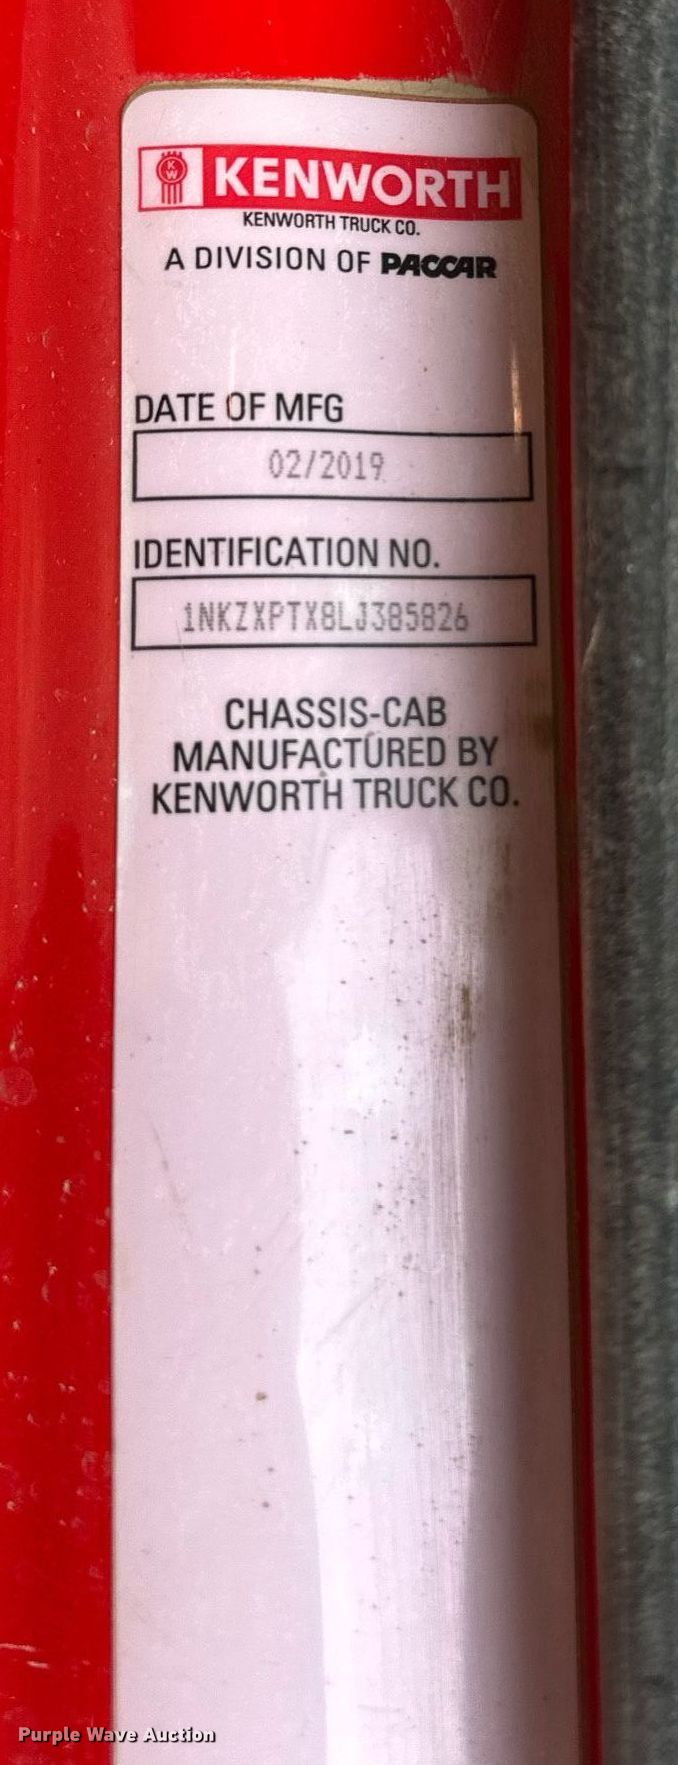 KW KENWORTH
KENWORTH TRUCK CO.
A DIVISION OF PACCAR
DATE OF MFG
02/2019
IDENTIFICATION NO.
1NKZXPTX8LJ385826
CHASSIS-CAB
MANUFACTURED BY
KENWORTH TRUCK CO.
Purple Wave Auction